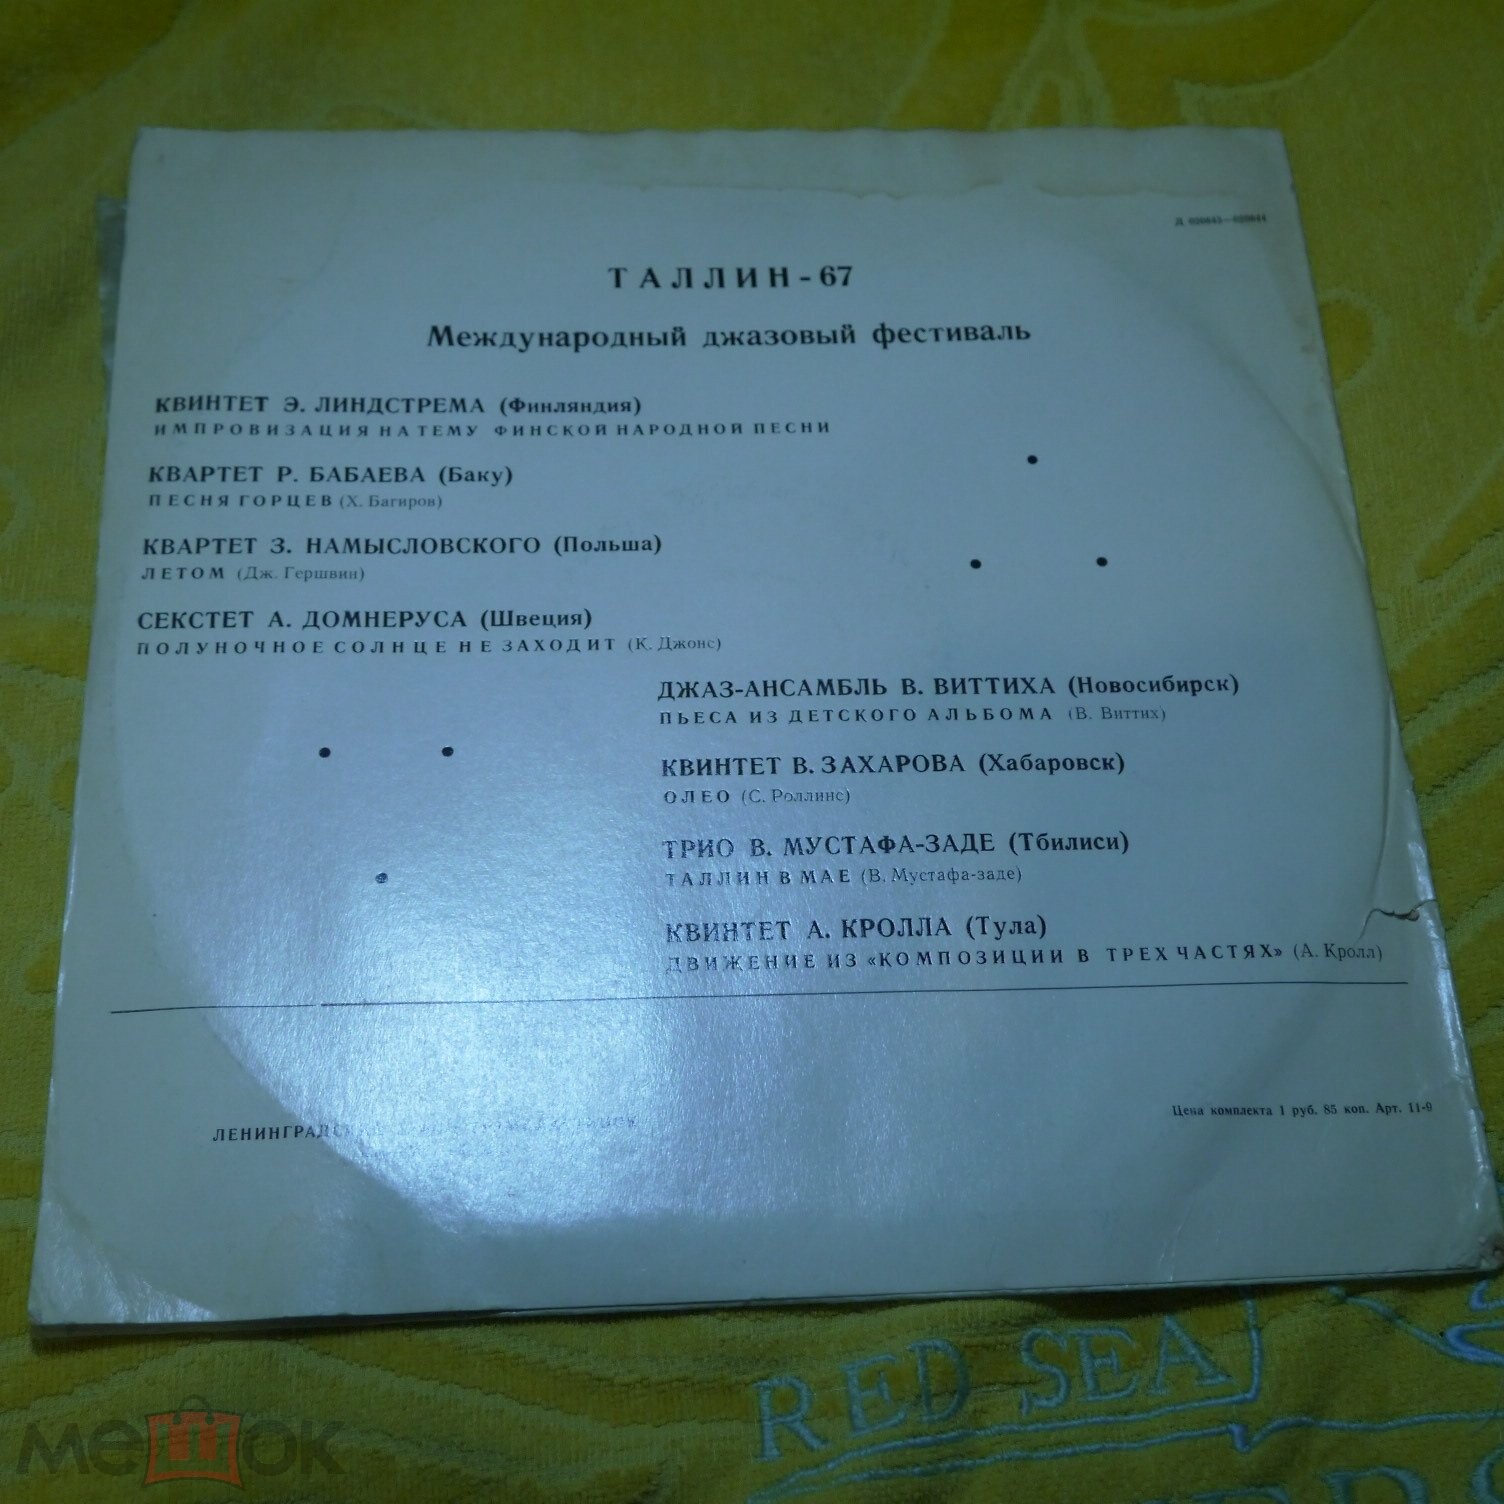 Д 020843—020844
ТАЛЛИН-67
Международный джазовый фестиваль
КВИНТЕТ Э. ЛИНДСТРЕМА (Финляндия)
ИМПРОВИЗАЦИЯ НА ТЕМУ ФИНСКОЙ НАРОДНОЙ ПЕСНИ
КВАРТЕТ Р. БАБАЕВА (Баку)
ПЕСНЯ ГОРЦЕВ (Х. Багиров)
КВАРТЕТ З. НАМЫСЛОВСКОГО (Польша)
ЛЕТОМ (Дж. Гершвин)
СЕКСТЕТ А. ДОМНЕРУСА (Швеция)
ПОЛУНОЧНОЕ СОЛНЦЕ НЕ ЗАХОДИТ (К. Джонс)
ДЖАЗ-АНСАМБЛЬ В. ВИТТИХА (Новосибирск)
ПЬЕСА ИЗ ДЕТСКОГО АЛЬБОМА (В. Виттих)
КВИНТЕТ В. ЗАХАРОВА (Хабаровск)
ОЛЕО (С. Роллинс)
ТРИО В. МУСТАФА-ЗАДЕ (Тбилиси)
ТАЛЛИН В МАЕ (В. Мустафа-заде)
КВИНТЕТ А. КРОЛЛА (Тула)
ДВИЖЕНИЕ ИЗ «КОМПОЗИЦИИ В ТРЕХ ЧАСТЯХ» (А. Кролл)
Цена комплекта 1 руб. 85 коп. Арт. 11-9
RED SEA
мешок